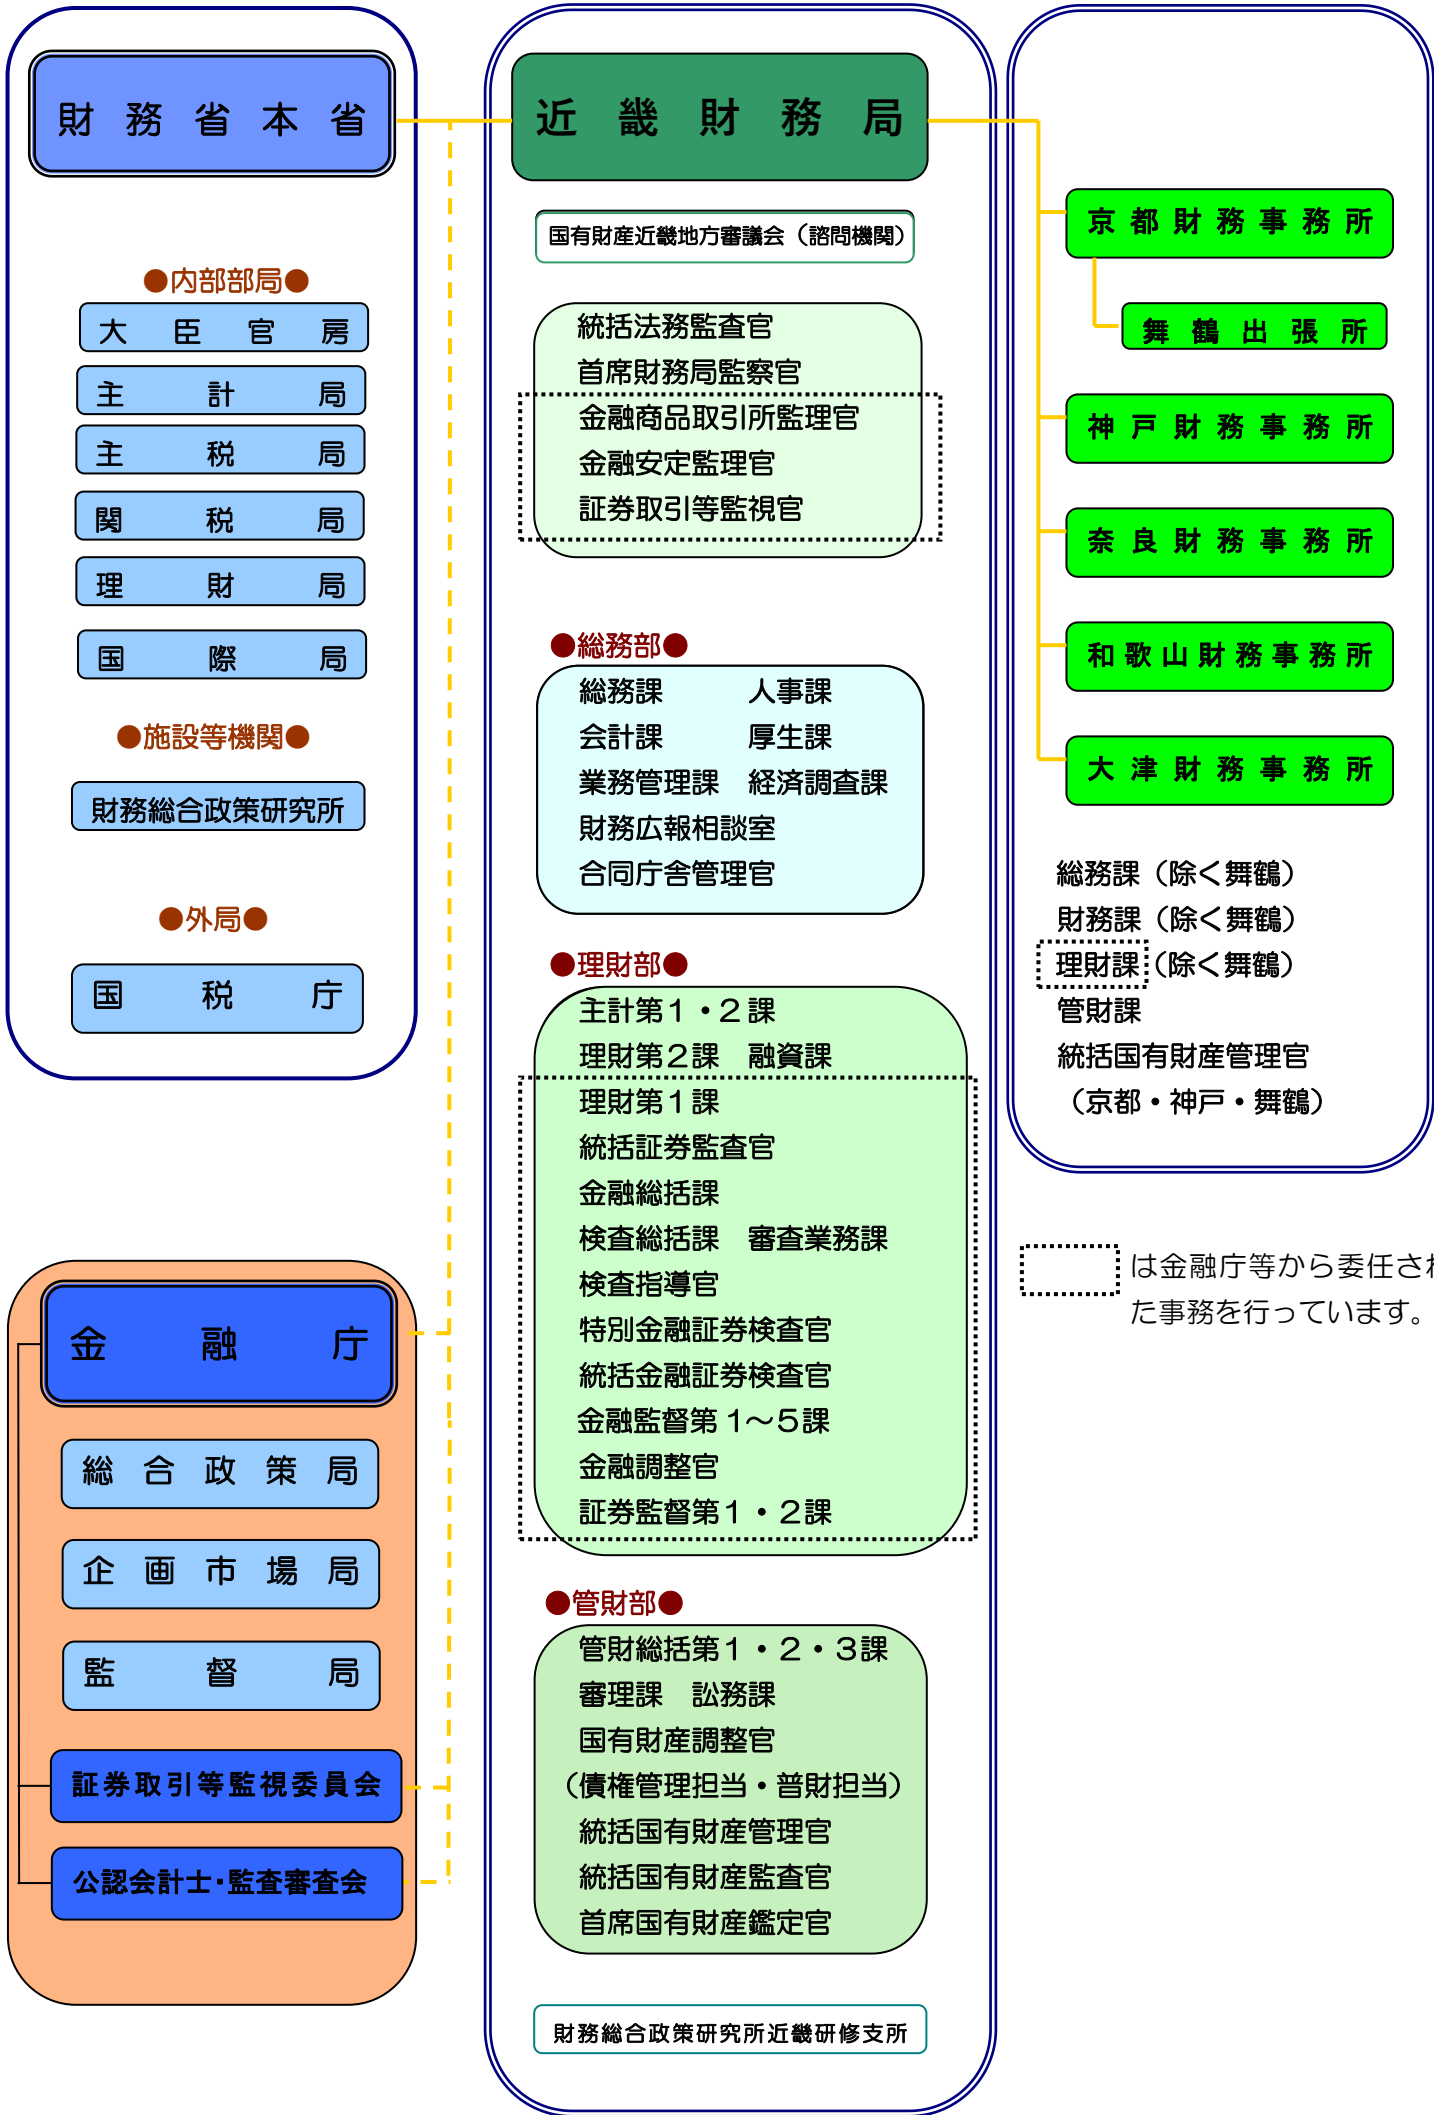 財務省本省
●内部部局●
大臣官房
主計局
主税局
関税局
理財局
国際局
●施設等機関●
財務総合政策研究所
●外局●
国税庁
金融庁
総合政策局
企画市場局
監督局
証券取引等監視委員会
公認会計士・監査審査会
近畿財務局
国有財産近畿地方審議会（諮問機関）
統括法務監査官
首席財務局監察官
金融商品取引所監理官
金融安定監理官
証券取引等監視官
●総務部●
総務課　人事課
会計課　厚生課
業務管理課　経済調査課
財務広報相談室
合同庁舎管理官
●理財部●
主計第１・２課
理財第２課　融資課
理財第１課
統括証券監査官
金融総括課
検査総括課　審査業務課
検査指導官
特別金融証券検査官
統括金融証券検査官
金融監督第１～５課
金融調整官
証券監督第１・２課
●管財部●
管財総括第１・２・３課
審理課　訟務課
国有財産調整官
（債権管理担当・普財担当）
統括国有財産管理官
統括国有財産監査官
首席国有財産鑑定官
財務総合政策研究所近畿研修支所
京都財務事務所
舞鶴出張所
神戸財務事務所
奈良財務事務所
和歌山財務事務所
大津財務事務所
総務課（除く舞鶴）
財務課（除く舞鶴）
理財課（除く舞鶴）
管財課
統括国有財産管理官
（京都・神戸・舞鶴）
は金融庁等から委任され
た事務を行っています。